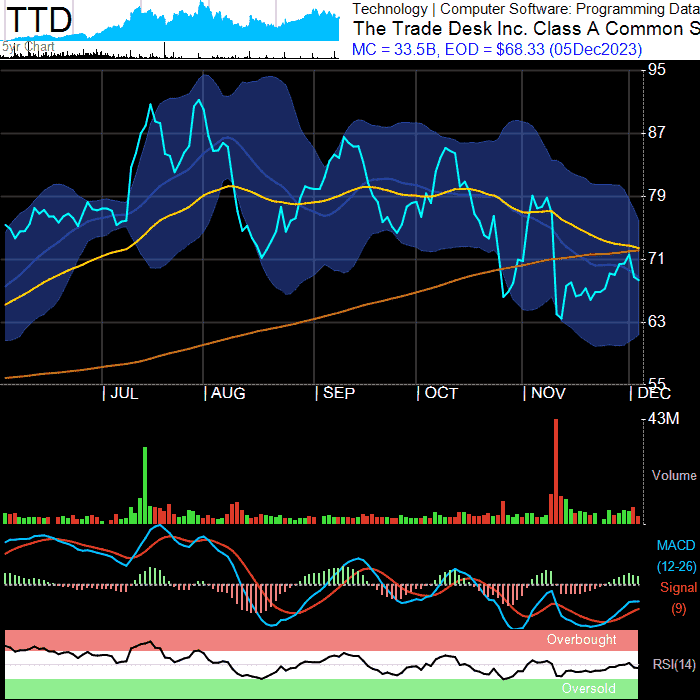 TTD
5yr Chart
Technology | Computer Software: Programming Data
The Trade Desk Inc. Class A Common S
MC = 33.5B, EOD = $68.33 (05Dec2023)
95
87
79
71
63
55
| JUL | AUG | SEP | OCT | NOV | DEC
43M
Volume
MACD
(12-26)
Signal
(9)
Overbought
RSI(14)
Oversold